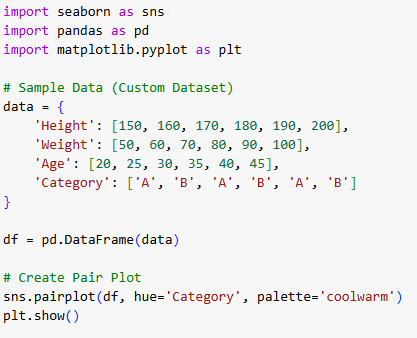 import seaborn as sns
import pandas as pd
import matplotlib.pyplot as plt
# Sample Data (Custom Dataset)
data = {
    'Height': [150, 160, 170, 180, 190, 200],
    'Weight': [50, 60, 70, 80, 90, 100],
    'Age': [20, 25, 30, 35, 40, 45],
    'Category': ['A', 'B', 'A', 'B', 'A', 'B']
}
df = pd.DataFrame(data)
# Create Pair Plot
sns.pairplot(df, hue='Category', palette='coolwarm')
plt.show()